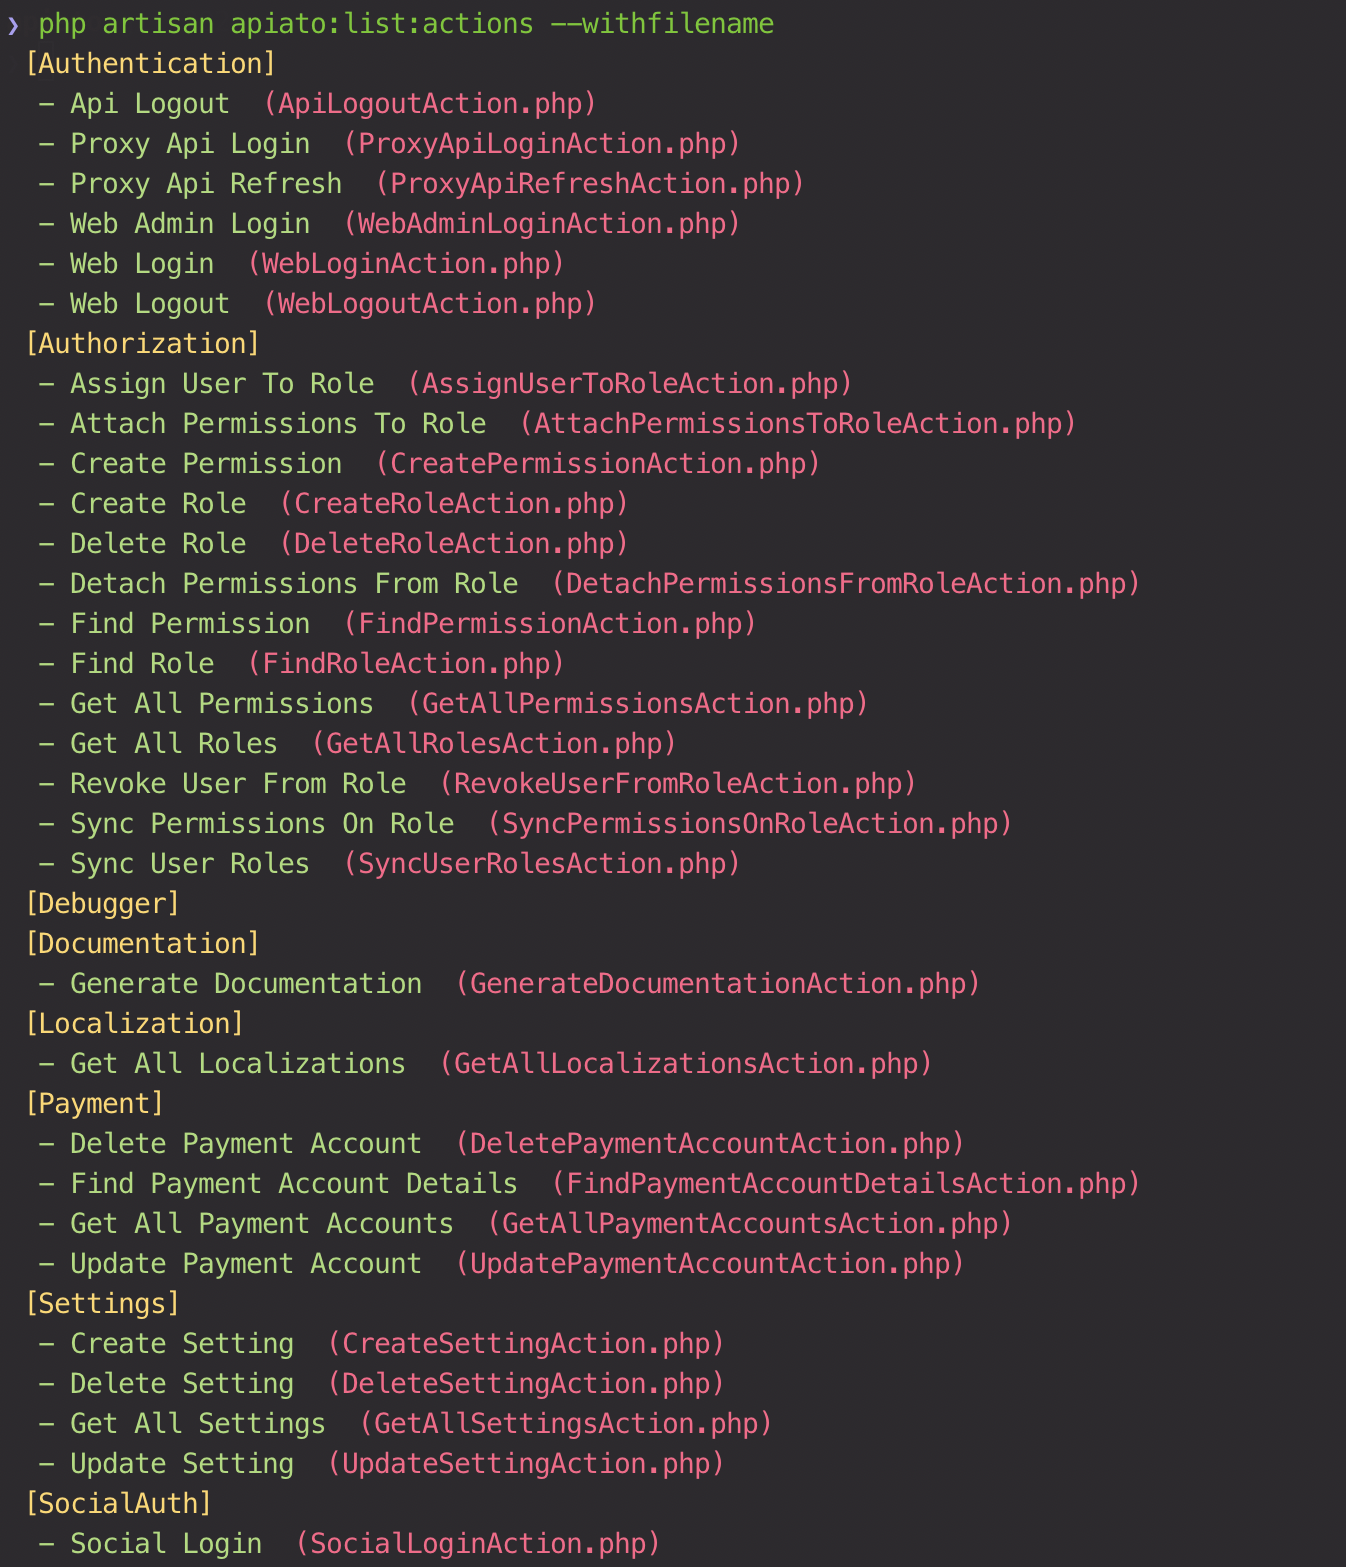 ❯ php artisan apiato:list:actions --withfilename
[Authentication]
- Api Logout  (ApiLogoutAction.php)
- Proxy Api Login  (ProxyApiLoginAction.php)
- Proxy Api Refresh  (ProxyApiRefreshAction.php)
- Web Admin Login  (WebAdminLoginAction.php)
- Web Login  (WebLoginAction.php)
- Web Logout  (WebLogoutAction.php)
[Authorization]
- Assign User To Role  (AssignUserToRoleAction.php)
- Attach Permissions To Role  (AttachPermissionsToRoleAction.php)
- Create Permission  (CreatePermissionAction.php)
- Create Role  (CreateRoleAction.php)
- Delete Role  (DeleteRoleAction.php)
- Detach Permissions From Role  (DetachPermissionsFromRoleAction.php)
- Find Permission  (FindPermissionAction.php)
- Find Role  (FindRoleAction.php)
- Get All Permissions  (GetAllPermissionsAction.php)
- Get All Roles  (GetAllRolesAction.php)
- Revoke User From Role  (RevokeUserFromRoleAction.php)
- Sync Permissions On Role  (SyncPermissionsOnRoleAction.php)
- Sync User Roles  (SyncUserRolesAction.php)
[Debugger]
[Documentation]
- Generate Documentation  (GenerateDocumentationAction.php)
[Localization]
- Get All Localizations  (GetAllLocalizationsAction.php)
[Payment]
- Delete Payment Account  (DeletePaymentAccountAction.php)
- Find Payment Account Details  (FindPaymentAccountDetailsAction.php)
- Get All Payment Accounts  (GetAllPaymentAccountsAction.php)
- Update Payment Account  (UpdatePaymentAccountAction.php)
[Settings]
- Create Setting  (CreateSettingAction.php)
- Delete Setting  (DeleteSettingAction.php)
- Get All Settings  (GetAllSettingsAction.php)
- Update Setting  (UpdateSettingAction.php)
[SocialAuth]
- Social Login  (SocialLoginAction.php)